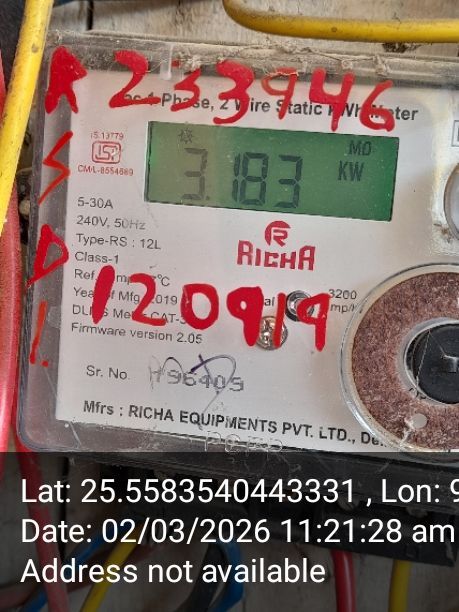 A 233946
1 Phase, 2 Wire Static kWh Meter
S
D
L
IS 13779
CM/L-8554689
MD
KW
3.183
5-30A
240V, 50Hz
Type-RS : 12L
Class-1
RICHA
3200
120919
Firmware version 2.05
Sr. No.
Mfrs : RICHA EQUIPMENTS PVT. LTD.,
Lat: 25.5583540443331 , Lon: 9
Date: 02/03/2026 11:21:28 am
Address not available